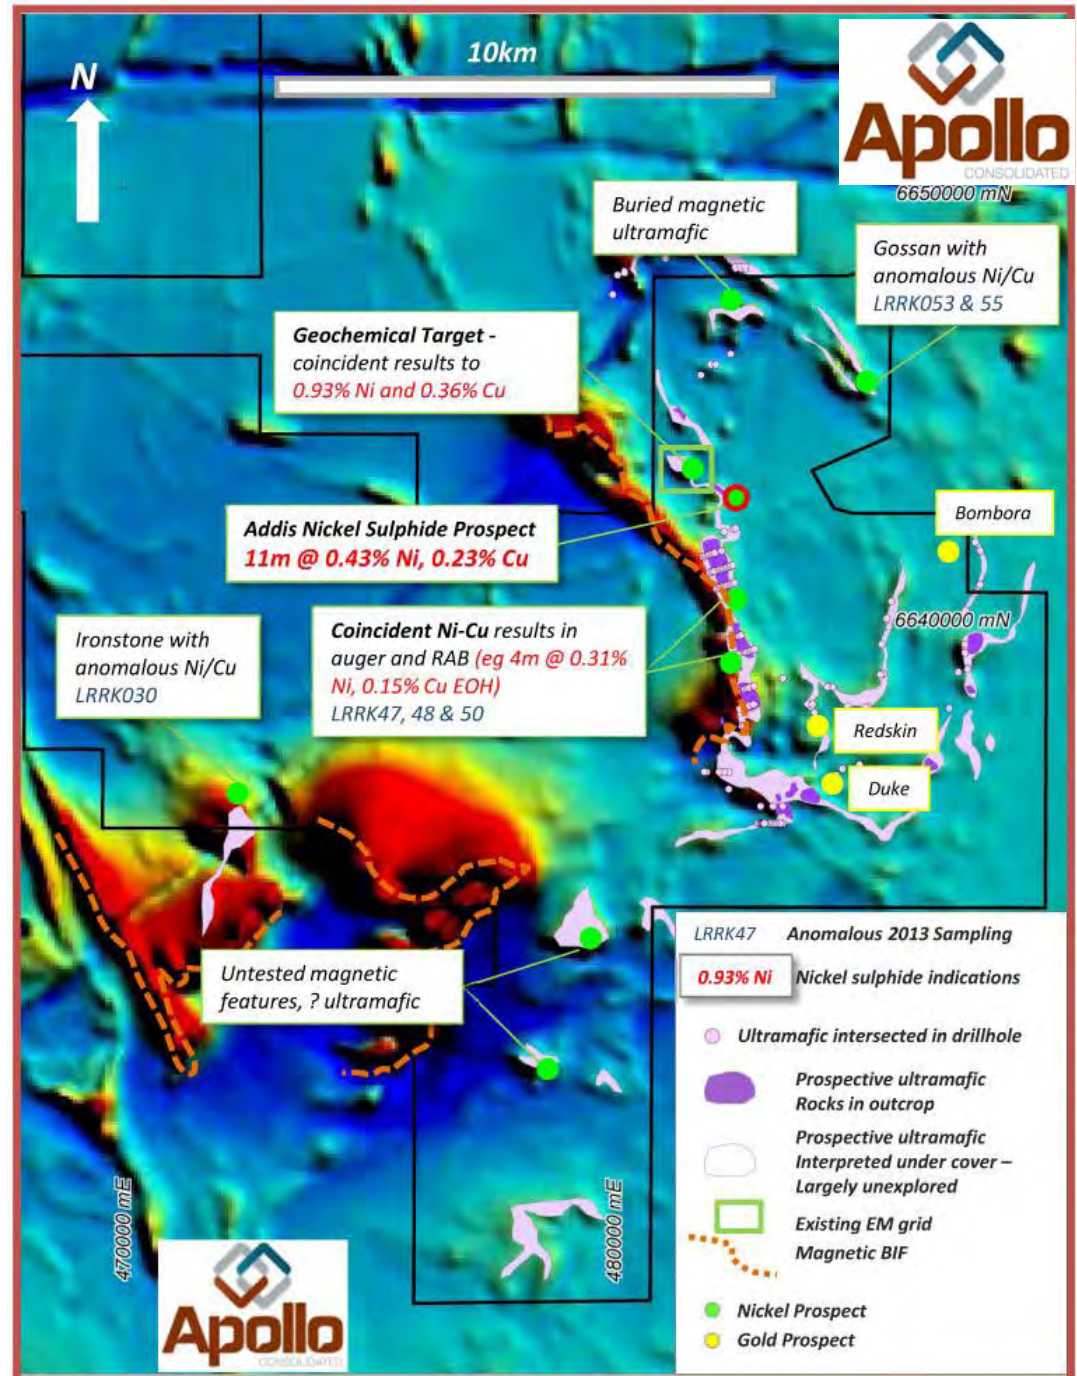 10km
N
Apollo
CONSOLIDATED
6650000 mN
Buried magnetic
ultramafic
Gossan with
anomalous Ni/Cu
LRRK053 & 55
Geochemical Target -
coincident results to
0.93% Ni and 0.36% Cu
Addis Nickel Sulphide Prospect
11m @ 0.43% Ni, 0.23% Cu
Bombora
Ironstone with
anomalous Ni/Cu
LRRK030
Coincident Ni-Cu results in
auger and RAB (eg 4m @ 0.31%
Ni, 0.15% Cu EOH)
LRRK47, 48 & 50
6640000 mN
Redskin
Duke
Untested magnetic
features, ? ultramafic
LRRK47 Anomalous 2013 Sampling
0.93% Ni Nickel sulphide indications
Ultramafic intersected in drillhole
Prospective ultramafic
Rocks in outcrop
Prospective ultramafic
Interpreted under cover –
Largely unexplored
Existing EM grid
Magnetic BIF
Nickel Prospect
Gold Prospect
470000 mE
480000 mE
Apollo
CONSOLIDATED